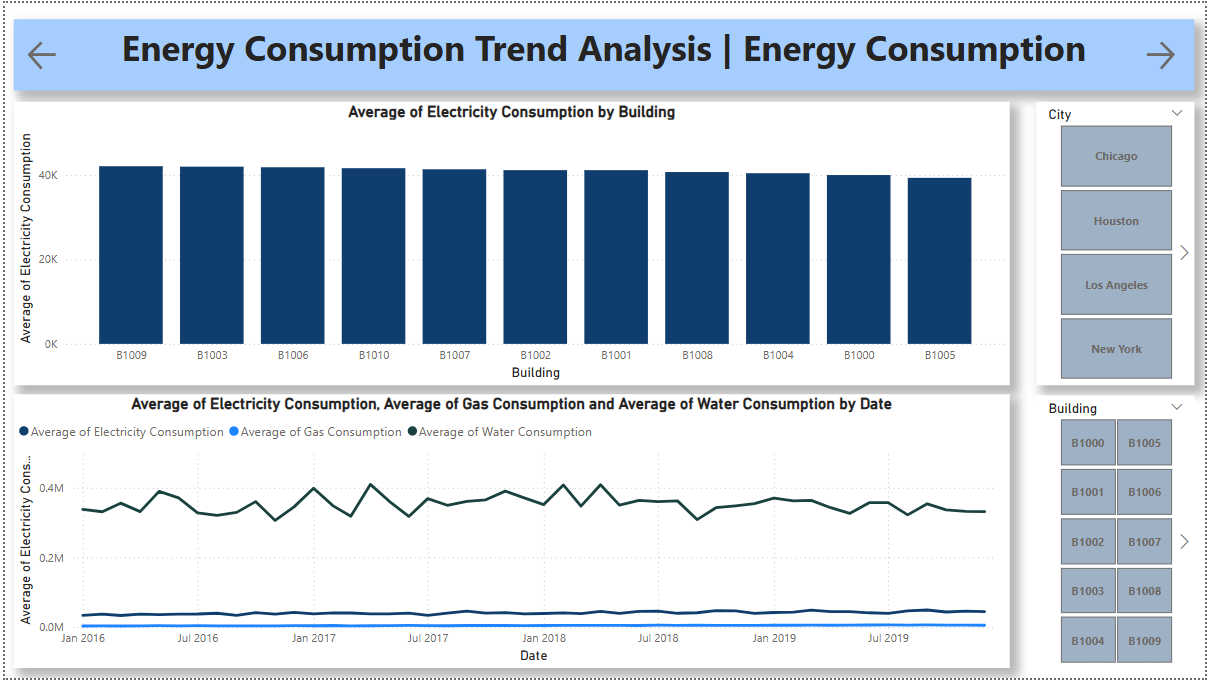 Energy Consumption Trend Analysis | Energy Consumption
Average of Electricity Consumption by Building
Average of Electricity Consumption
40K
20K
0K
B1009 B1003 B1006 B1010 B1007 B1002 B1001 B1008 B1004 B1000 B1005
Building
Average of Electricity Consumption, Average of Gas Consumption and Average of Water Consumption by Date
Average of Electricity Consumption Average of Gas Consumption Average of Water Consumption
Average of Electricity Cons...
0.4M
0.2M
0.0M
Jan 2016 Jul 2016 Jan 2017 Jul 2017 Jan 2018 Jul 2018 Jan 2019 Jul 2019
Date
City
Chicago
Houston
Los Angeles
New York
Building
B1000 B1005
B1001 B1006
B1002 B1007
B1003 B1008
B1004 B1009